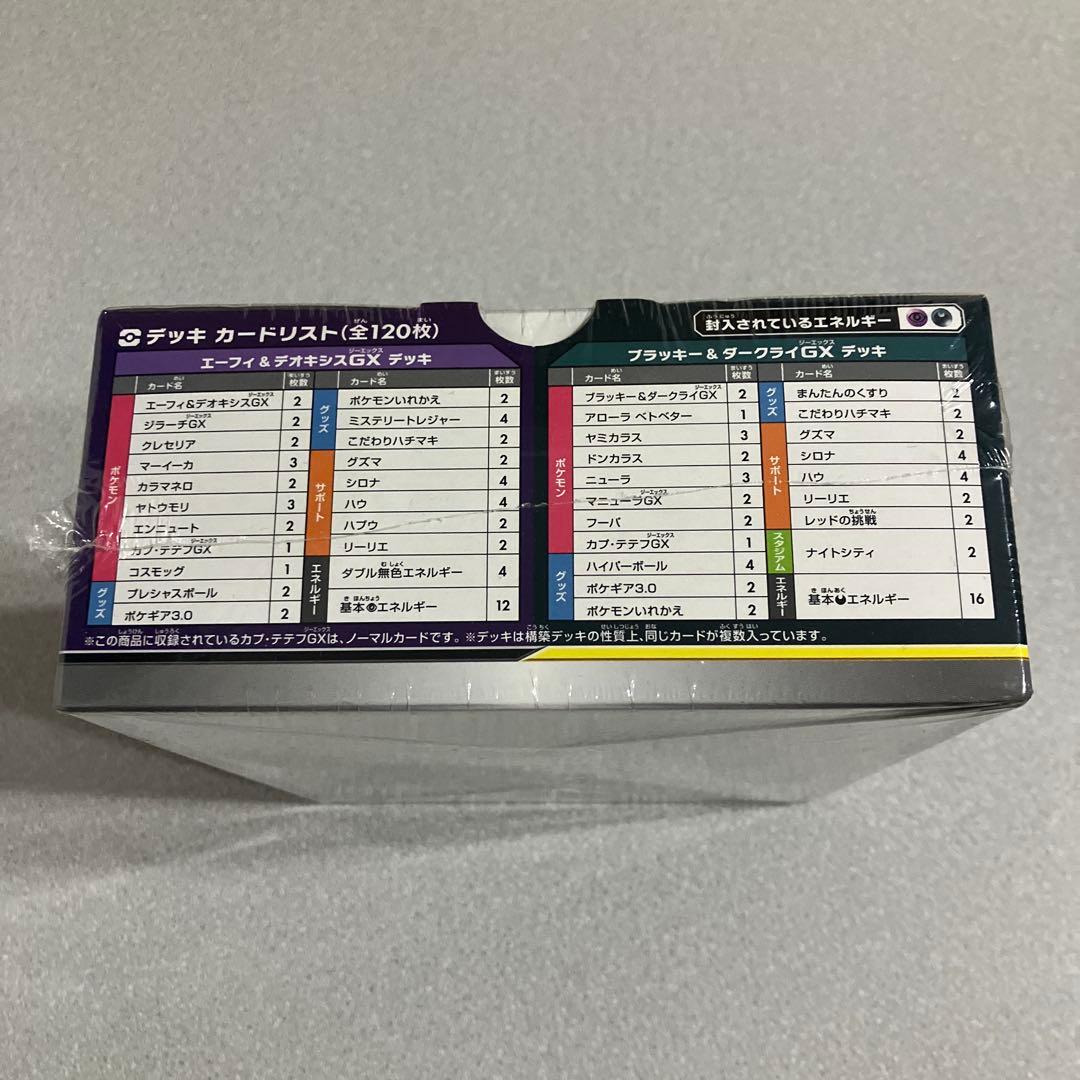 デッキ カードリスト(全120枚)
エーフィ&デオキシスGX デッキ
カード名 枚数 カード名 枚数
ポケモン
エーフィ&デオキシスGX 2
ジラーチGX 2
クレセリア 2
マーイーカ 3
カラマネロ 2
ヤトウモリ 3
エンニュート 2
カプ・テテフGX 1
コスモッグ 1
グッズ
プレシャスボール 2
ポケギア3.0 2
グッズ
ポケモンいれかえ 2
ミステリートレジャー 4
こだわりハチマキ 2
サポート
グズマ 2
シロナ 4
ハウ 4
ハプウ 2
リーリエ 2
エネルギー
ダブル無色エネルギー 4
基本エネルギー 12
封入されているエネルギー
ブラッキー&ダークライGX デッキ
カード名 枚数 カード名 枚数
ポケモン
ブラッキー&ダークライGX 2
アローラ ベトベター 1
ヤミカラス 3
ドンカラス 2
ニューラ 3
マニューラGX 2
フーパ 2
カプ・テテフGX 1
グッズ
ハイパーボール 4
ポケギア3.0 2
ポケモンいれかえ 2
グッズ
まんたんのくすり 2
こだわりハチマキ 2
サポート
グズマ 2
シロナ 4
ハウ 4
リーリエ 2
レッドの挑戦 2
スタジアム
ナイトシティ 2
エネルギー
基本エネルギー 16
※この商品に収録されているカプ・テテフGXは、ノーマルカードです。※デッキは構築デッキの性質上、同じカードが複数入っています。